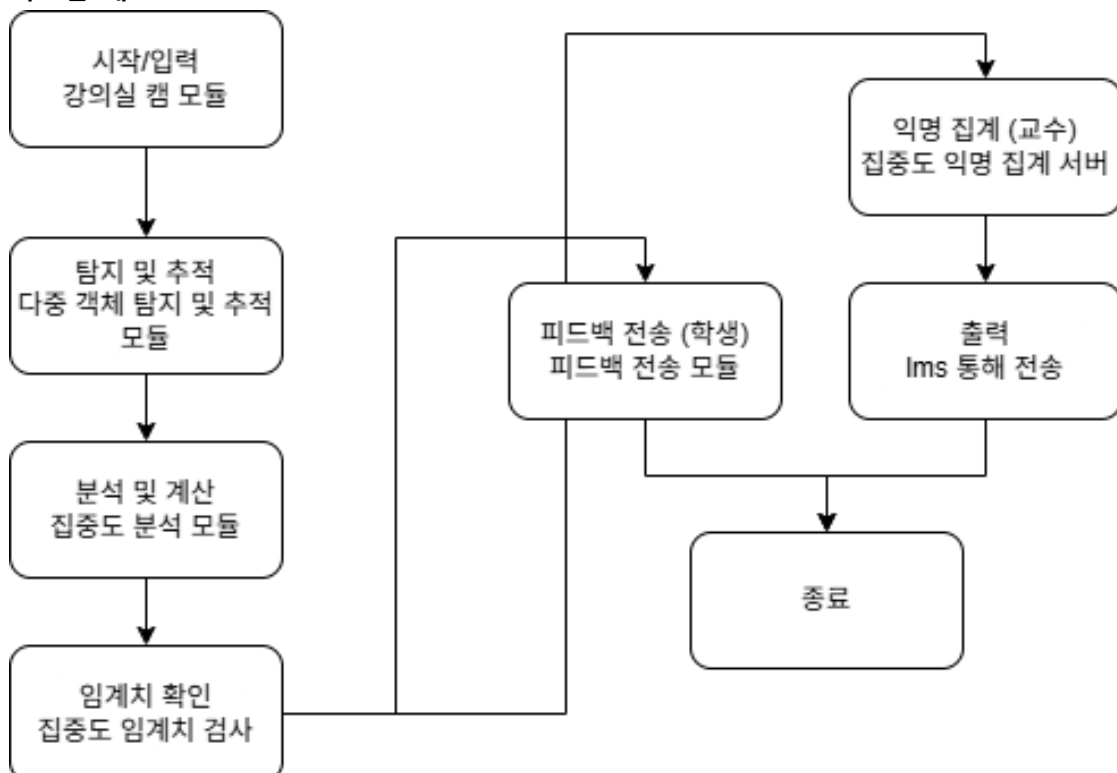 시작/입력
강의실 캠 모듈
탐지 및 추적
다중 객체 탐지 및 추적
모듈
분석 및 계산
집중도 분석 모듈
임계치 확인
집중도 임계치 검사
피드백 전송 (학생)
피드백 전송 모듈
익명 집계 (교수)
집중도 익명 집계 서버
출력
lms 통해 전송
종료